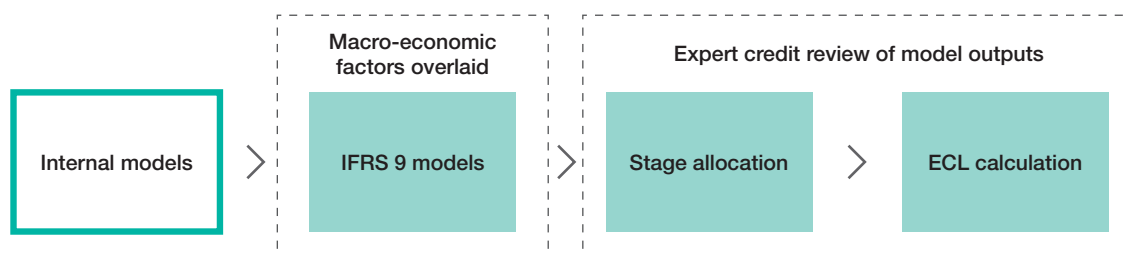 Macro-economic
factors overlaid
Expert credit review of model outputs
Internal models
IFRS 9 models
Stage allocation
ECL calculation